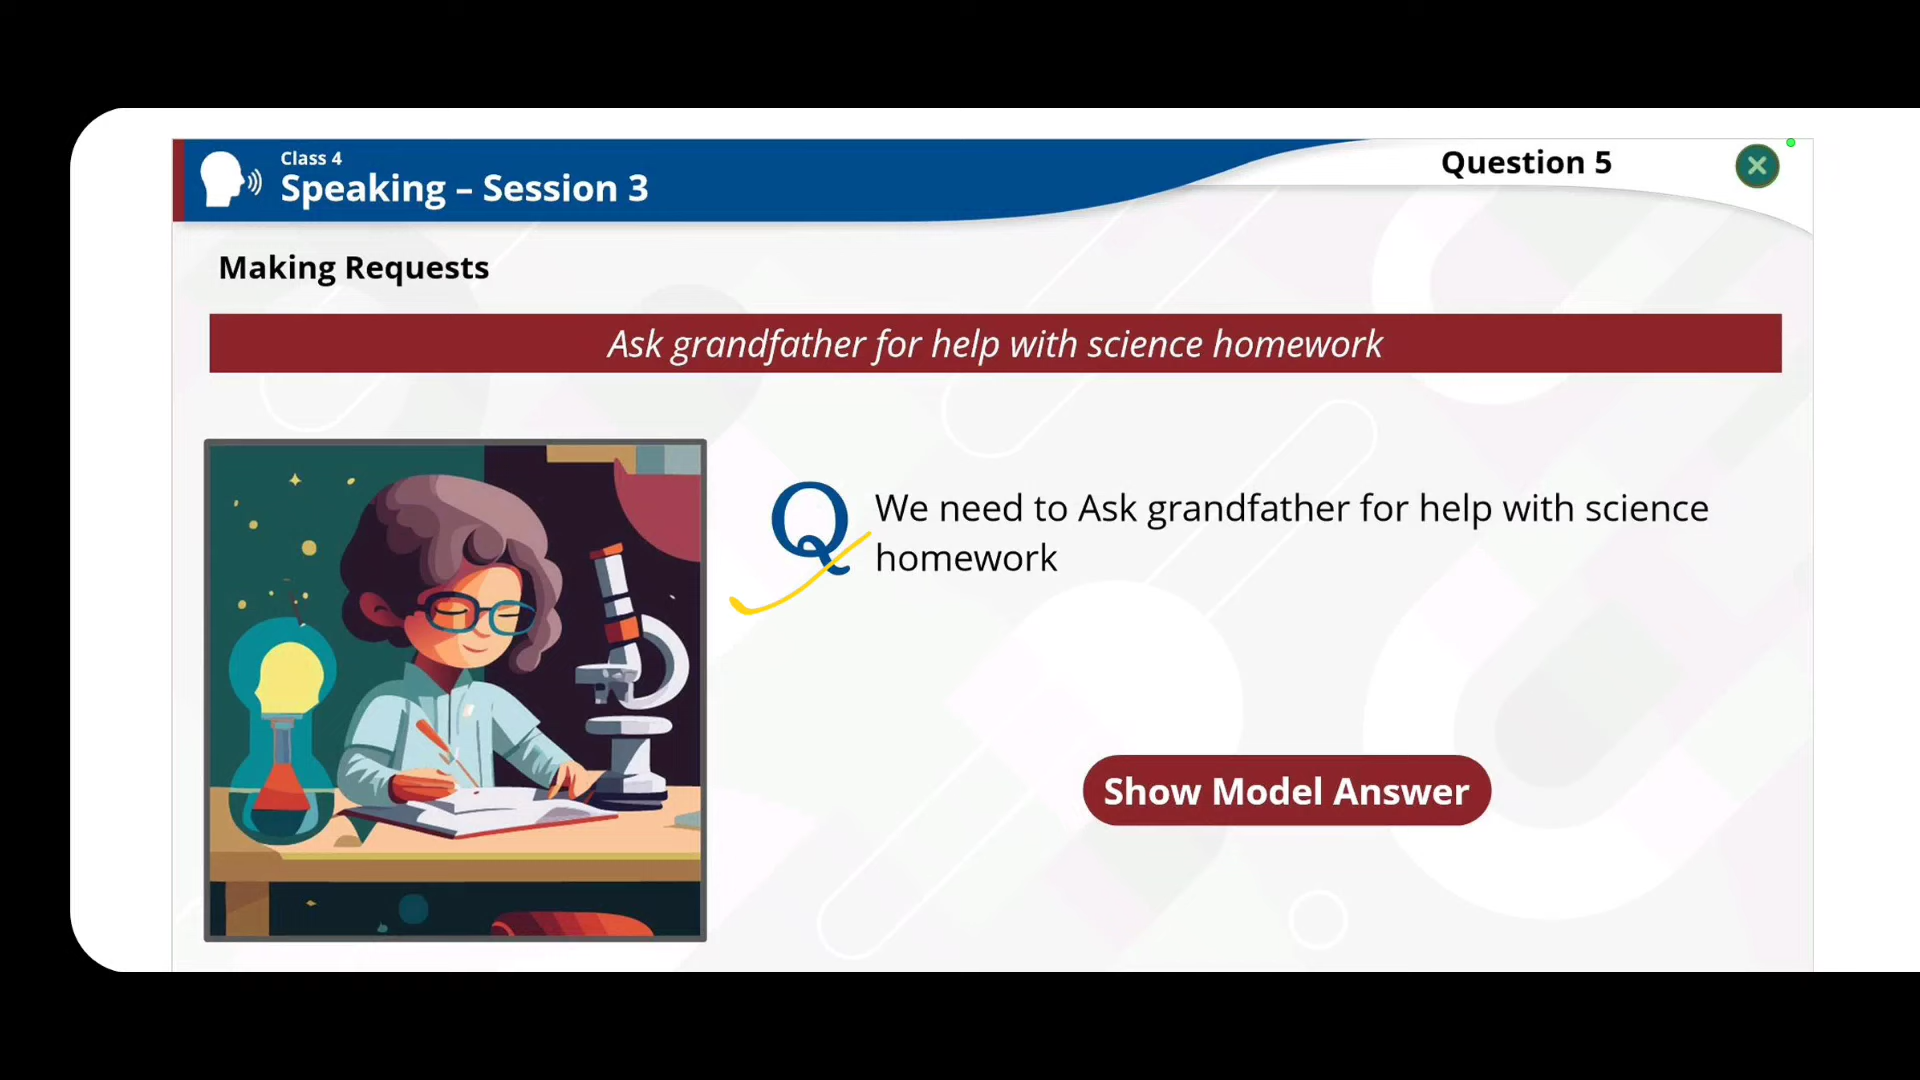 Class 4
Speaking – Session 3
Question 5
Making Requests
Ask grandfather for help with science homework
Q We need to Ask grandfather for help with science
homework
Show Model Answer